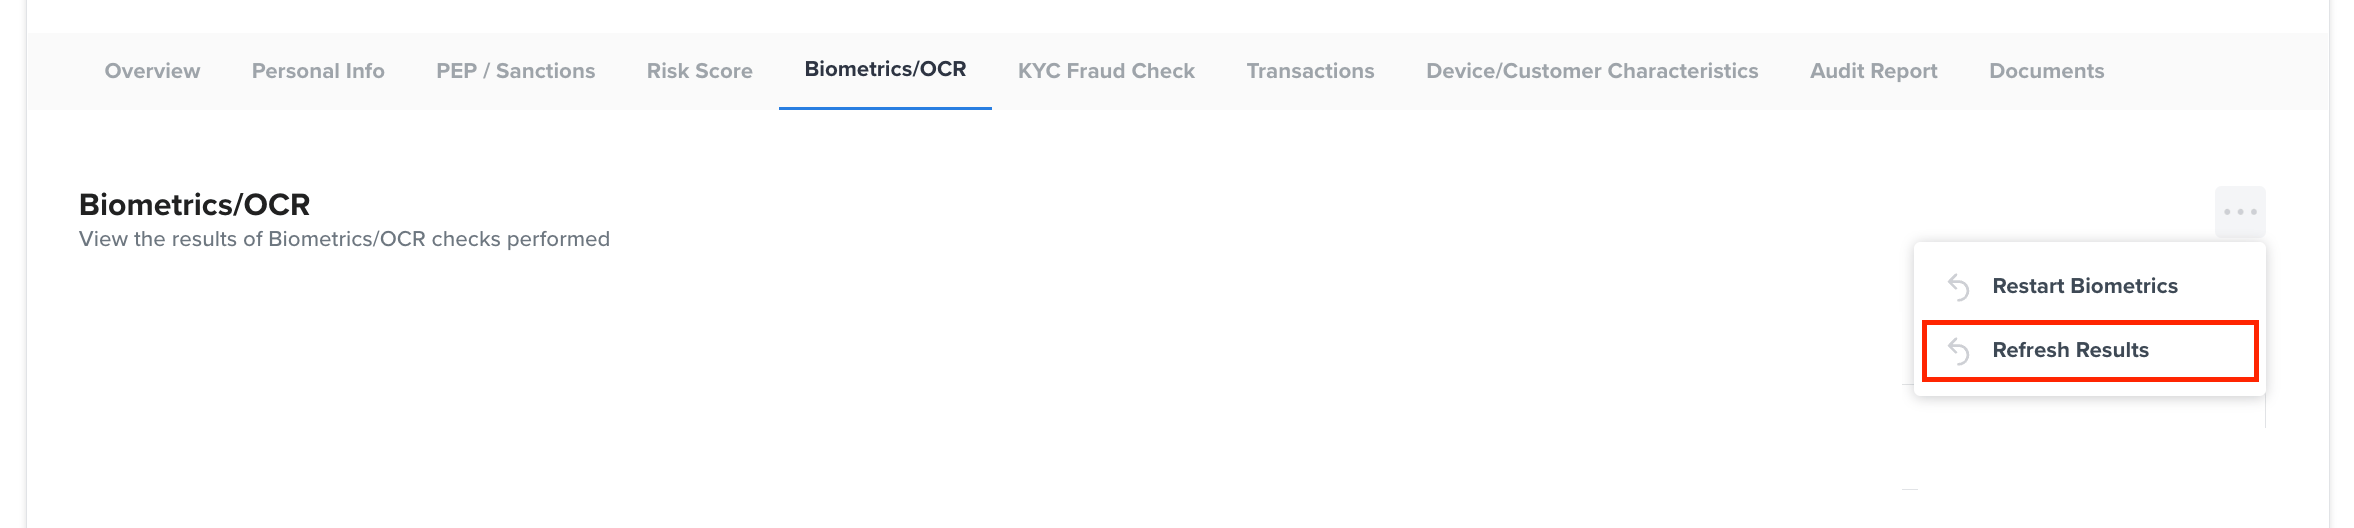 Overview Personal Info PEP / Sanctions Risk Score Biometrics/OCR KYC Fraud Check Transactions Device/Customer Characteristics Audit Report Documents
Biometrics/OCR
View the results of Biometrics/OCR checks performed
Restart Biometrics
Refresh Results